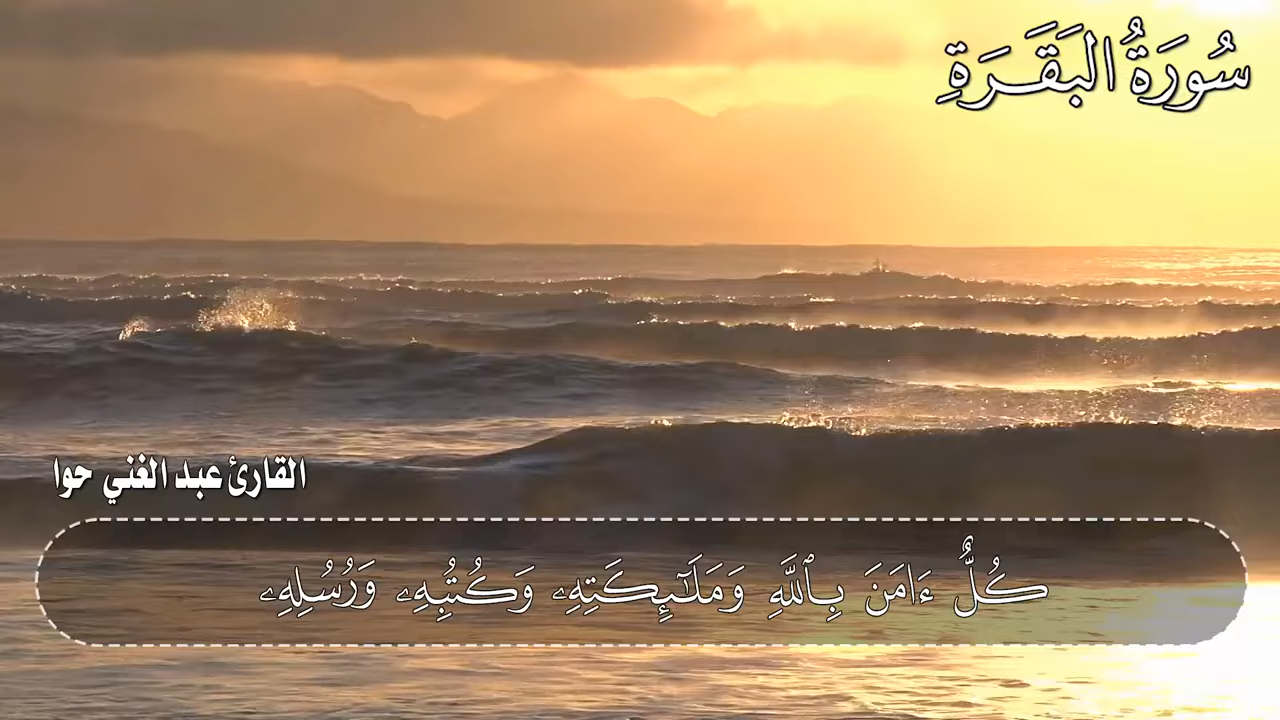 سُورَةُ البَقَرَةِ
القارئ عبد الغني حوا
كُلٌّ ءَامَنَ بِٱللَّهِ وَمَلَـٰٓئِكَتِهِۦ وَكُتُبِهِۦ وَرُسُلِهِۦ